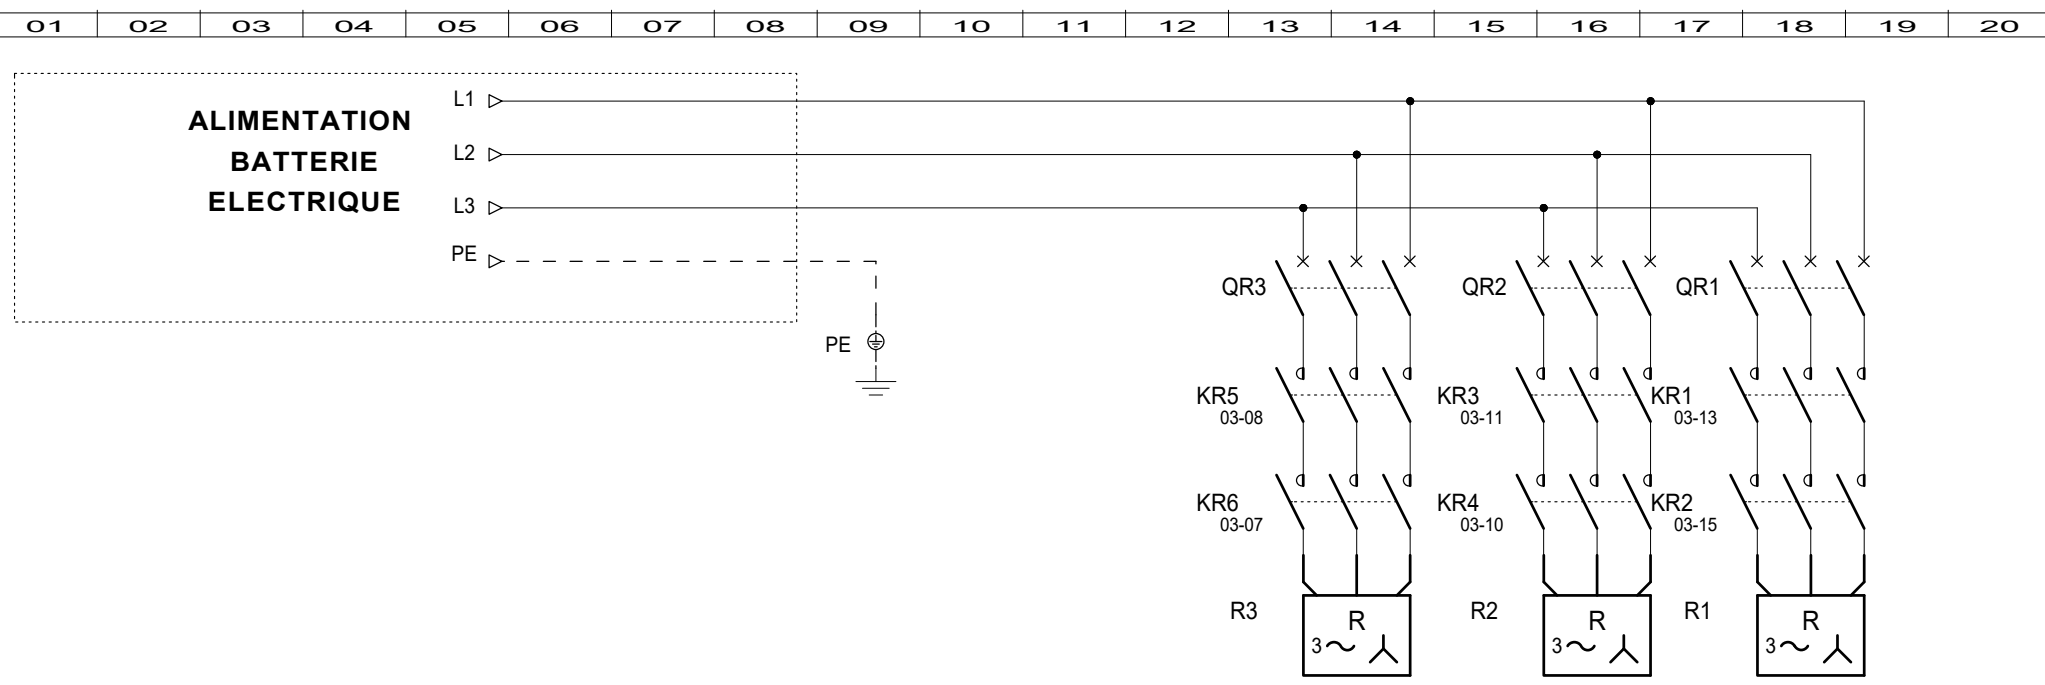 01 02 03 04 05 06 07 08 09 10 11 12 13 14 15 16 17 18 19 20
ALIMENTATION
BATTERIE
ELECTRIQUE
L1
L2
L3
PE
PE
QR3 QR2 QR1
KR5 KR3 KR1
03-08 03-11 03-13
KR6 KR4 KR2
03-07 03-10 03-15
R3 R2 R1
R R R
3 3 3